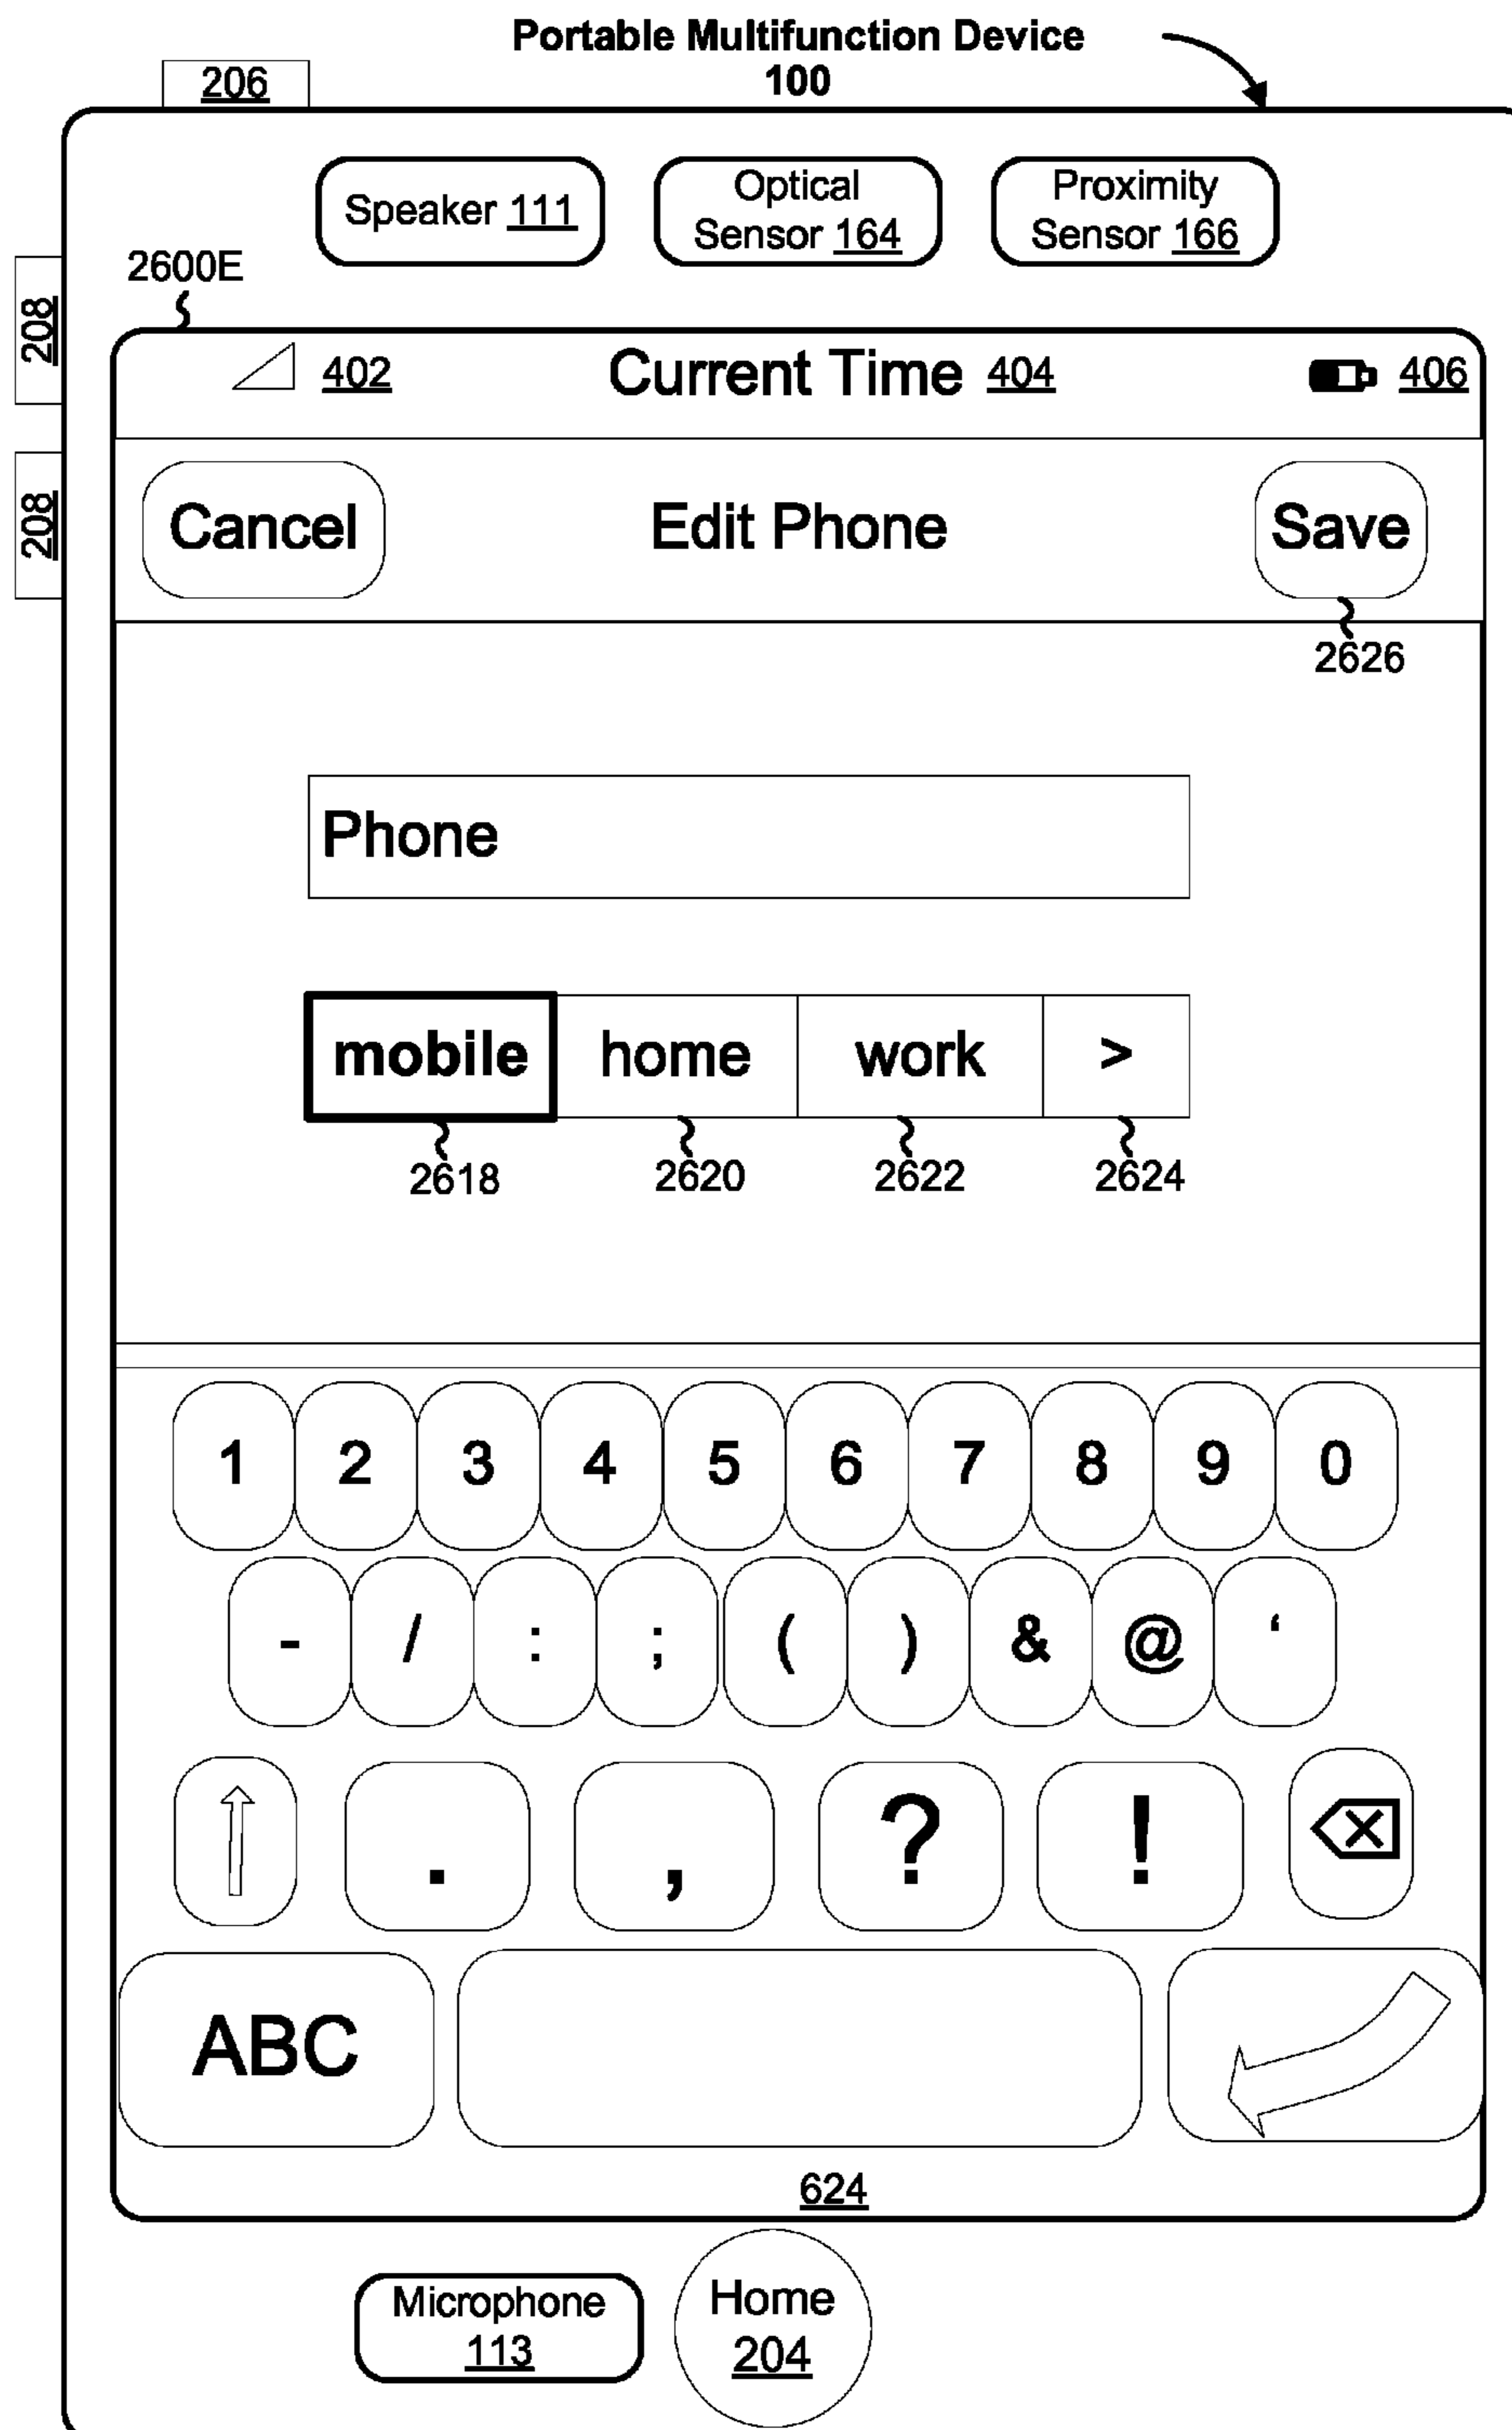 Portable Multifunction Device
100
206
Speaker 111
Optical
Sensor 164
Proximity
Sensor 166
2600E
208
402 Current Time 404 406
208
Cancel Edit Phone Save
2626
Phone
mobile home work >
2618 2620 2622 2624
1 2 3 4 5 6 7 8 9 0
- / : ; ( ) & @ ‘
. , ? !
ABC
624
Microphone
113
Home
204